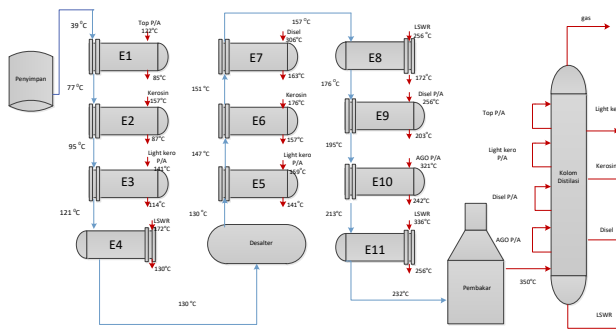 39 °C
Top P/A
122°C
E1
85°C
77 °C
Penyimpan
Kerosin
157°C
E2
87°C
95 °C
Light kero
P/A
141°C
E3
114°C
121 °C
LSWR
172°C
E4
130°C
130 °C
157 °C
Disel
306°C
E7
163°C
151 °C
Kerosin
176°C
E6
157°C
147 °C
Light kero
P/A
169°C
E5
141°C
130 °C
Desalter
LSWR
256 °C
E8
172°C
176 °C
Disel P/A
256°C
E9
203°C
195°C
AGO P/A
321°C
E10
242°C
213°C
LSWR
336°C
E11
256°C
232°C
Pembakar
350°C
gas
Top P/A
Light kero
P/A
Disel P/A
AGO P/A
Kolom
Distilasi
Light ke
Kerosin
Disel
LSWR